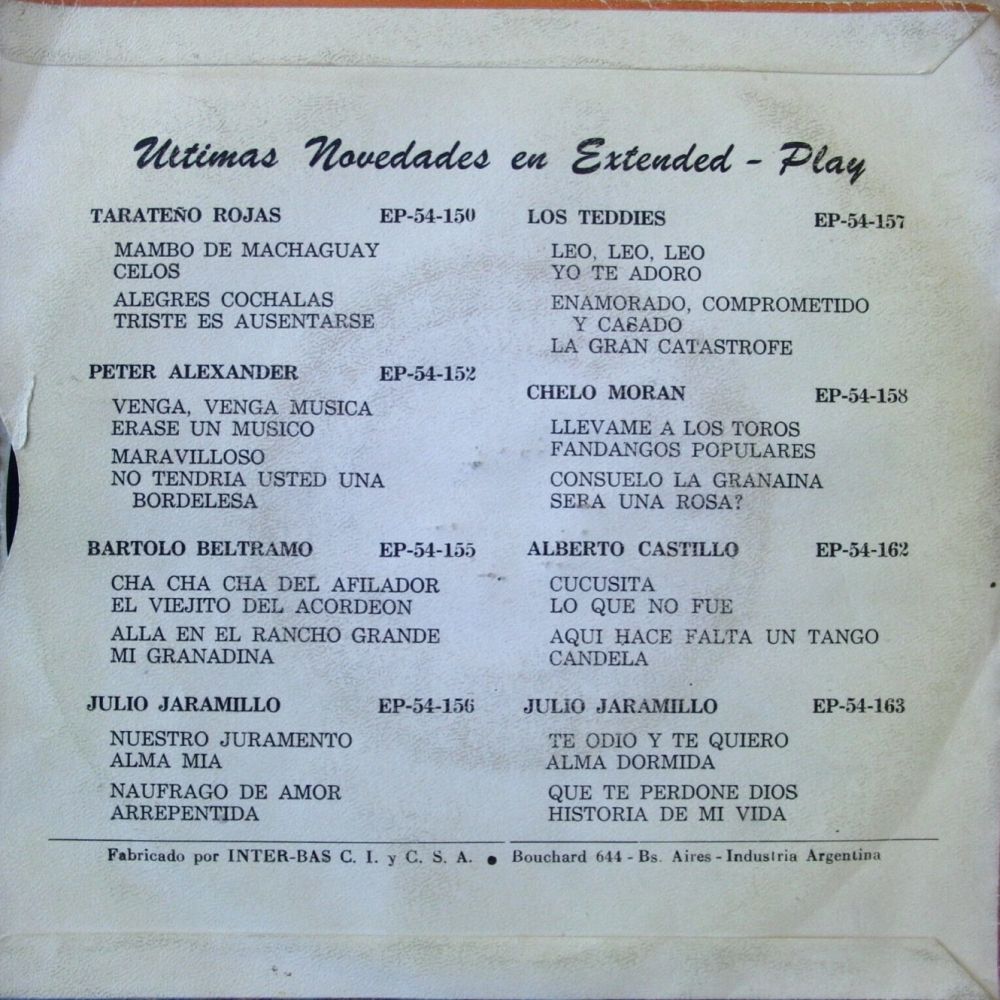 Ultimas Novedades en Extended - Play
TARATEÑO ROJAS EP-54-150
MAMBO DE MACHAGUAY
CELOS
ALEGRES COCHALAS
TRISTE ES AUSENTARSE
PETER ALEXANDER EP-54-152
VENGA, VENGA MUSICA
ERASE UN MUSICO
MARAVILLOSO
NO TENDRIA USTED UNA
BORDELESA
BARTOLO BELTRAMO EP-54-155
CHA CHA CHA DEL AFILADOR
EL VIEJITO DEL ACORDEON
ALLA EN EL RANCHO GRANDE
MI GRANADINA
JULIO JARAMILLO EP-54-156
NUESTRO JURAMENTO
ALMA MIA
NAUFRAGO DE AMOR
ARREPENTIDA
LOS TEDDIES EP-54-157
LEO, LEO, LEO
YO TE ADORO
ENAMORADO, COMPROMETIDO
Y CASADO
LA GRAN CATASTROFE
CHELO MORAN EP-54-158
LLEVAME A LOS TOROS
FANDANGOS POPULARES
CONSUELO LA GRANAINA
SERA UNA ROSA?
ALBERTO CASTILLO EP-54-162
CUCUSITA
LO QUE NO FUE
AQUI HACE FALTA UN TANGO
CANDELA
JULIO JARAMILLO EP-54-163
TE ODIO Y TE QUIERO
ALMA DORMIDA
QUE TE PERDONE DIOS
HISTORIA DE MI VIDA
Fabricado por INTER-BAS C. I. y C. S. A. ● Bouchard 644 - Bs. Aires - Industria Argentina